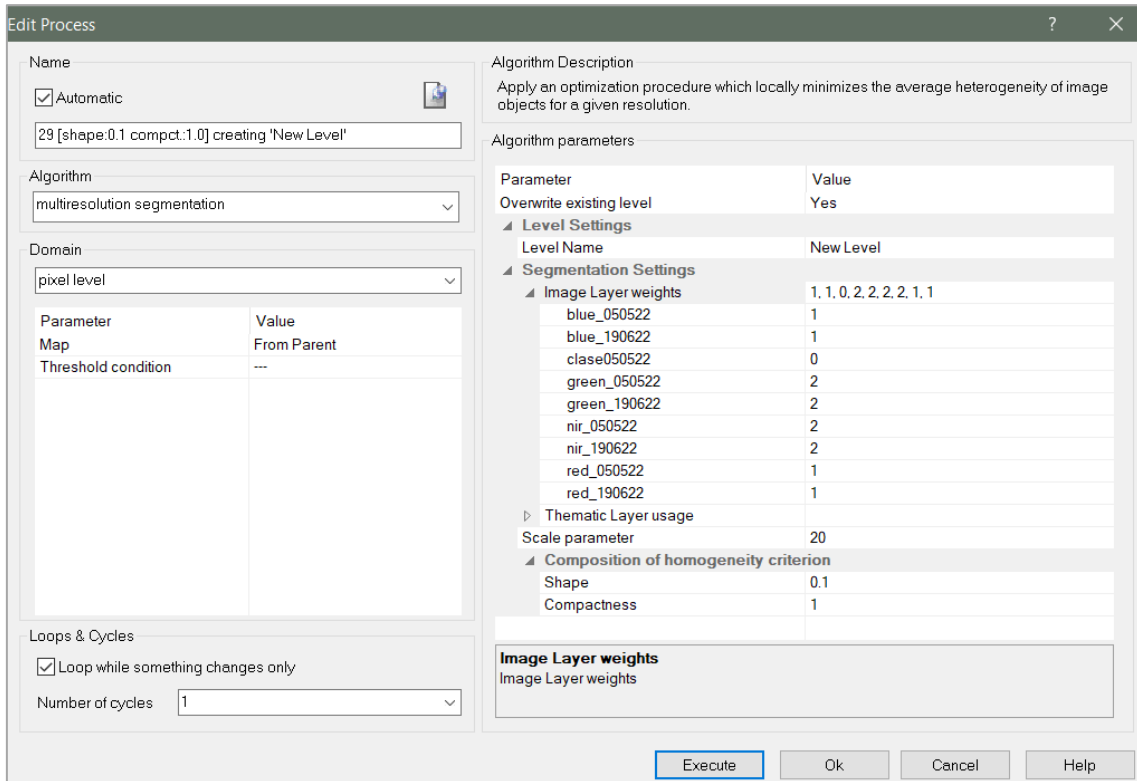 Edit Process
?
Name
Automatic
29 [shape:0.1 compct.:1.0] creating 'New Level'
Algorithm
multiresolution segmentation
Domain
pixel level
Parameter Value
Map From Parent
Threshold condition ---
Loops & Cycles
Loop while something changes only
Number of cycles 1
Algorithm Description
Apply an optimization procedure which locally minimizes the average heterogeneity of image
objects for a given resolution.
Algorithm parameters
Parameter Value
Overwrite existing level Yes
Level Settings
Level Name New Level
Segmentation Settings
Image Layer weights 1, 1, 0, 2, 2, 2, 2, 1, 1
blue_050522 1
blue_190622 1
clase050522 0
green_050522 2
green_190622 2
nir_050522 2
nir_190622 2
red_050522 1
red_190622 1
Thematic Layer usage
Scale parameter 20
Composition of homogeneity criterion
Shape 0.1
Compactness 1
Image Layer weights
Image Layer weights
Execute Ok Cancel Help